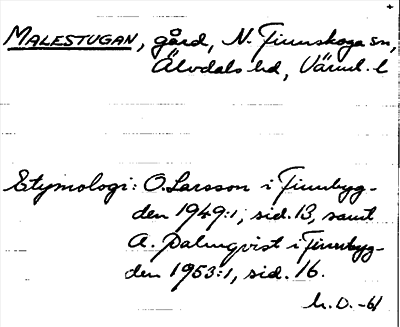 MALESTUGAN, gård, N. Finnskoga sn,
Älvdals hd, Värml. l
Etymologi: O. Larsson i Finnbyg-
den 1949:1, sid. 13, samt
A. Palmqvist i Finnbyg-
den 1953:1, sid. 16.
h. D. -61